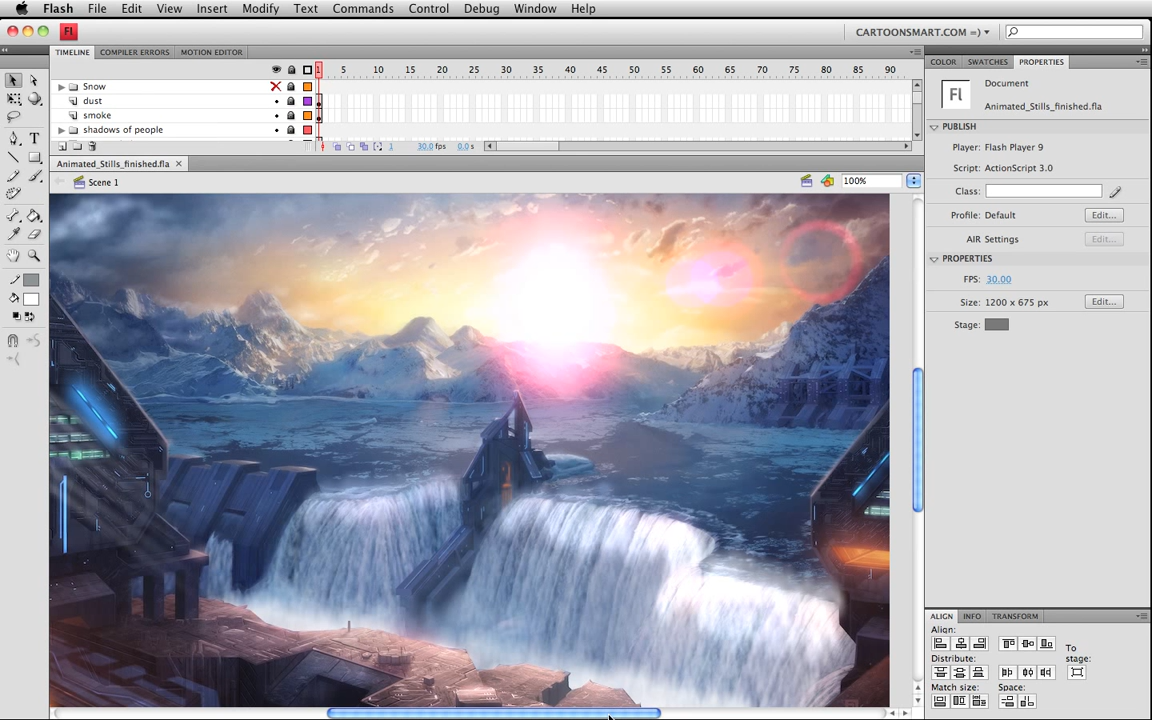 Flash File Edit View Insert Modify Text Commands Control Debug Window Help
Fl CARTOONSMART.COM =)
TIMELINE COMPILER ERRORS MOTION EDITOR
1 5 10 15 20 25 30 35 40 45 50 55 60 65 70 75 80 85 90
Snow
dust
smoke
shadows of people
1 30.0 fps 0.0 s
Animated_Stills_finished.fla
Scene 1 100%
T
COLOR SWATCHES PROPERTIES
Fl
Document
Animated_Stills_finished.fla
PUBLISH
Player: Flash Player 9
Script: ActionScript 3.0
Class:
Profile: Default Edit...
AIR Settings Edit...
PROPERTIES
FPS: 30.00
Size: 1200 x 675 px Edit...
Stage:
ALIGN INFO TRANSFORM
Align:
To
stage:
Distribute:
Match size: Space: